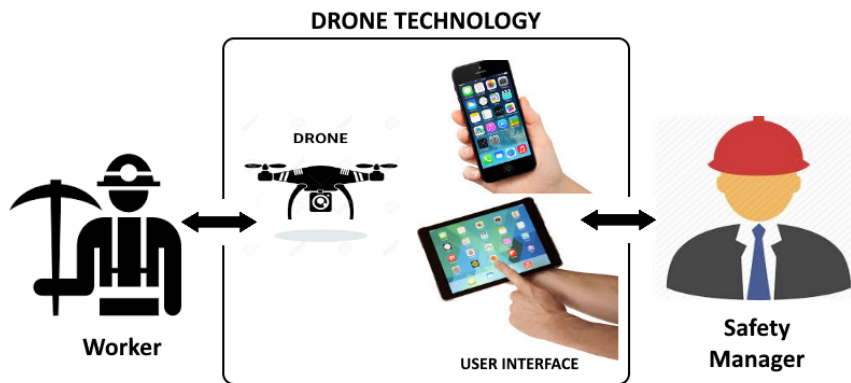 DRONE TECHNOLOGY
DRONE
Worker
USER INTERFACE
Safety
Manager